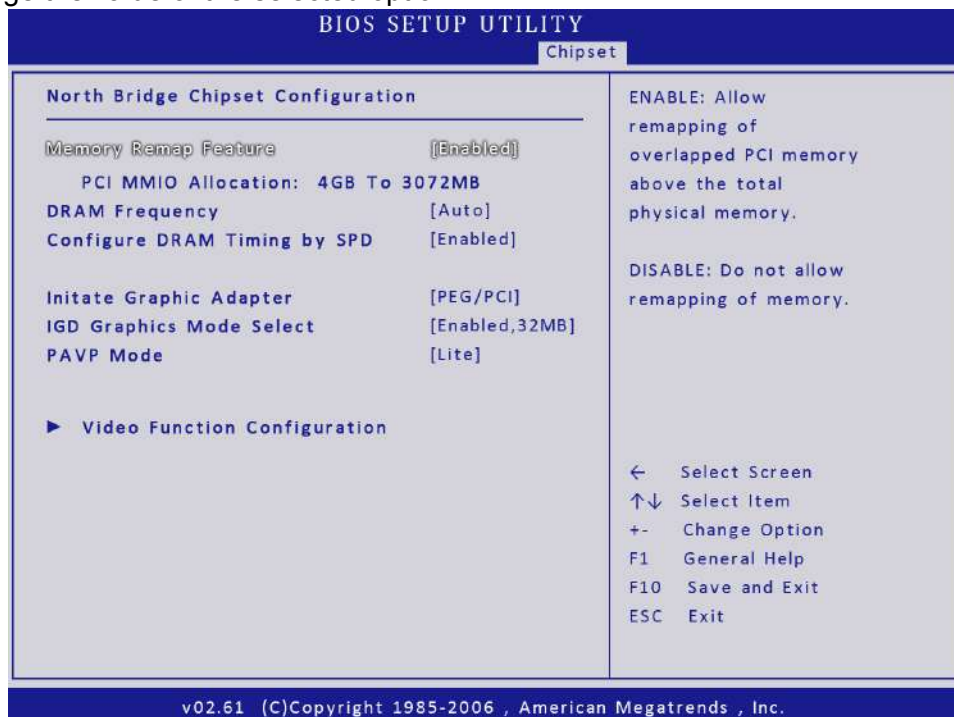 BIOS SETUP UTILITY
Chipset
North Bridge Chipset Configuration
Memory Remap Feature [Enabled]
PCI MMIO Allocation: 4GB To 3072MB
DRAM Frequency [Auto]
Configure DRAM Timing by SPD [Enabled]
Initate Graphic Adapter [PEG/PCI]
IGD Graphics Mode Select [Enabled,32MB]
PAVP Mode [Lite]
► Video Function Configuration
ENABLE: Allow
remapping of
overlapped PCI memory
above the total
physical memory.
DISABLE: Do not allow
remapping of memory.
← Select Screen
↑↓ Select Item
+- Change Option
F1 General Help
F10 Save and Exit
ESC Exit
v02.61 (C)Copyright 1985-2006 , American Megatrends , Inc.